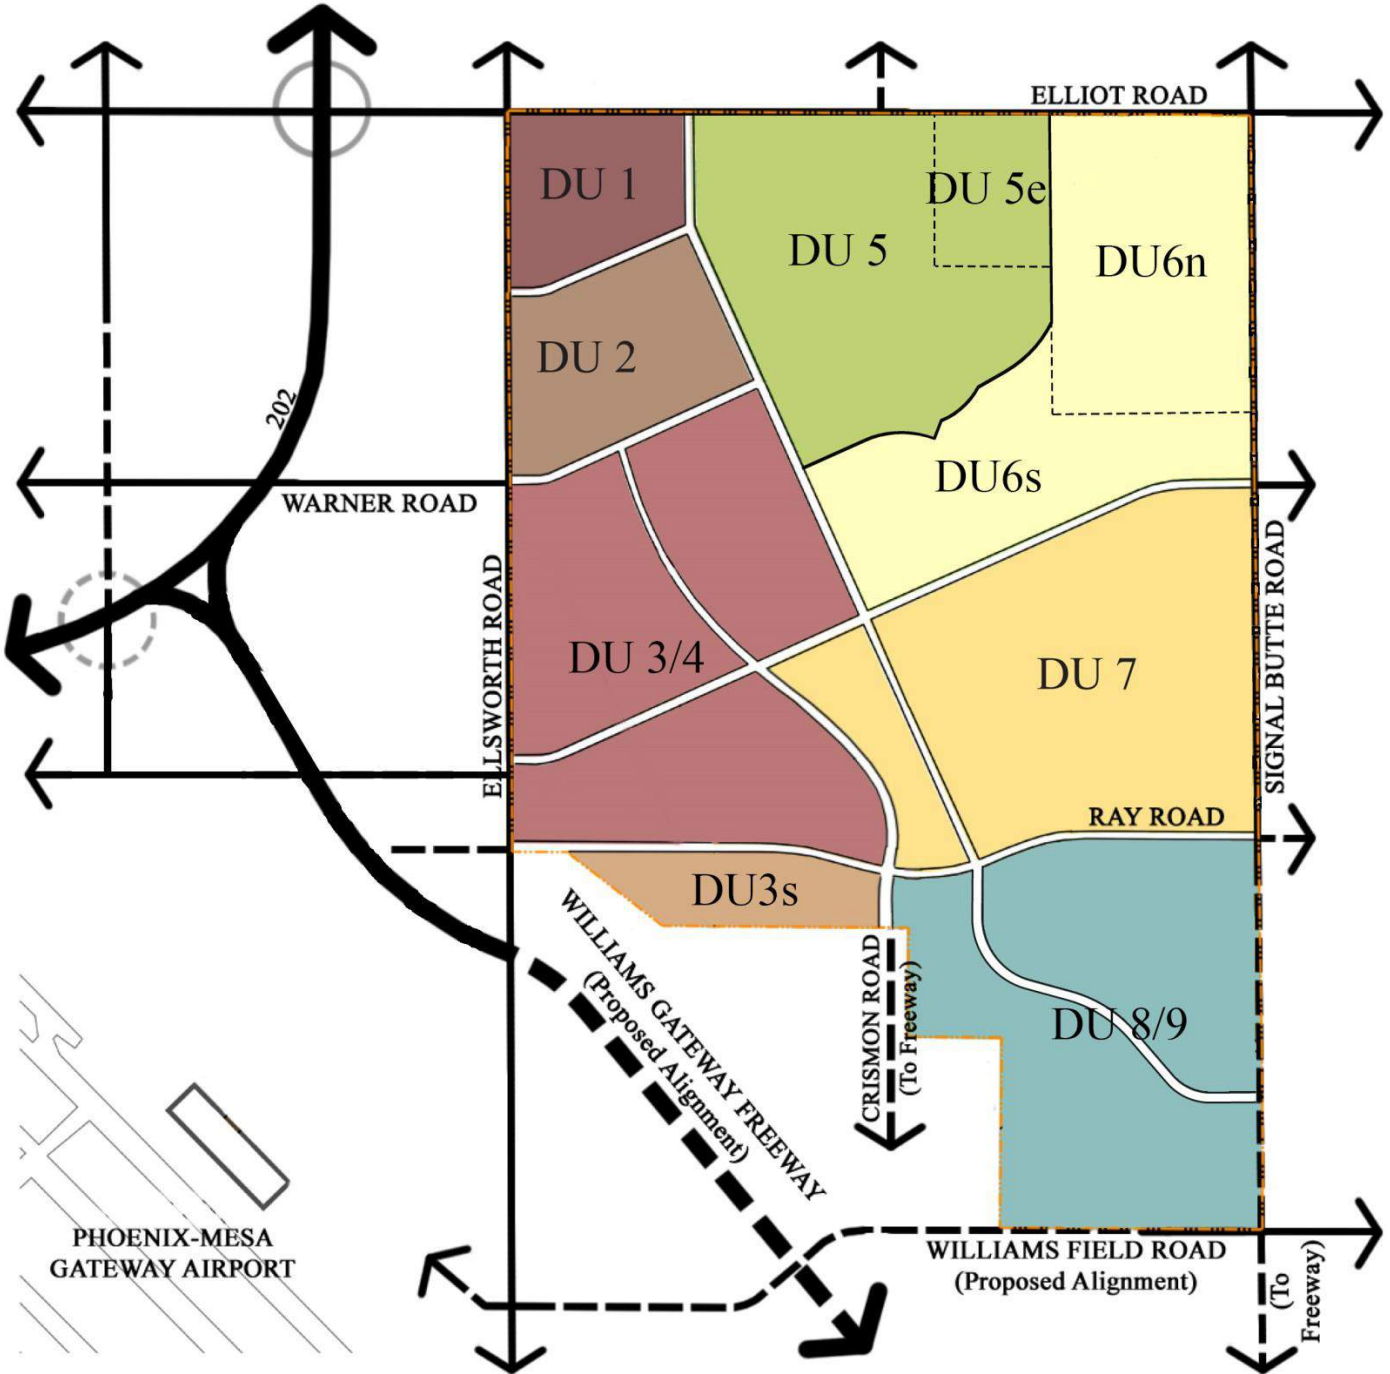 ELLIOT ROAD
DU 1
DU 5e
DU 5
DU6n
DU 2
202
DU6s
WARNER ROAD
ELLSWORTH ROAD
SIGNAL BUTTE ROAD
DU 3/4
DU 7
RAY ROAD
DU3s
WILLIAMS GATEWAY FREEWAY
(Proposed Alignment)
CRISMON ROAD
(To Freeway)
DU 8/9
PHOENIX-MESA
GATEWAY AIRPORT
WILLIAMS FIELD ROAD
(Proposed Alignment)
(To
Freeway)